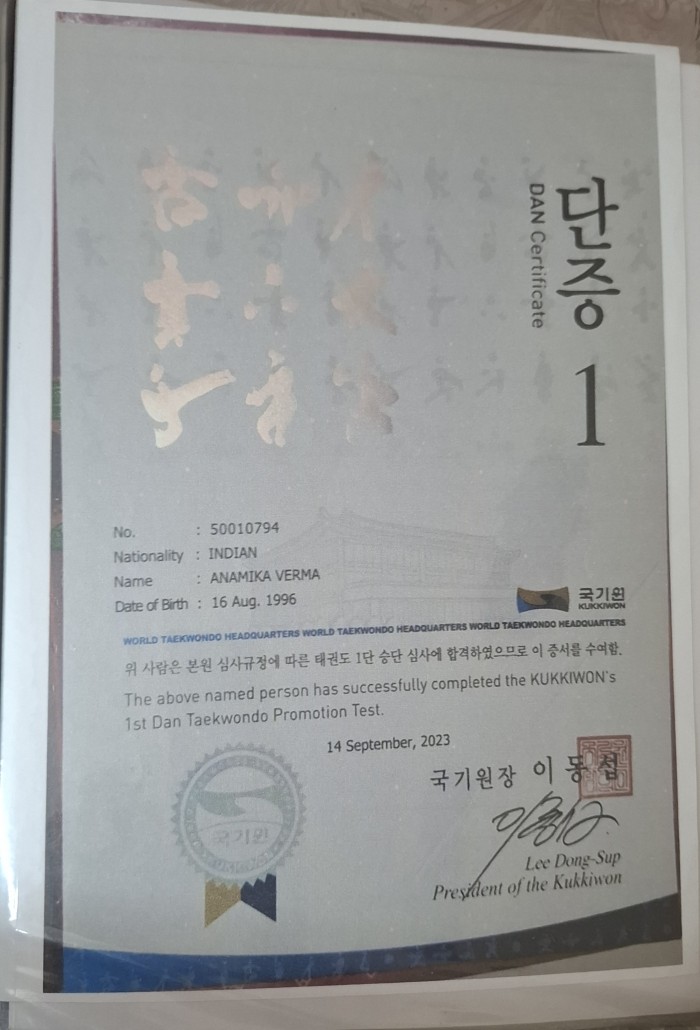 단증
DAN Certificate
1
No. : 50010794
Nationality : INDIAN
Name : ANAMIKA VERMA
Date of Birth : 16 Aug. 1996
국기원
KUKKIWON
WORLD TAEKWONDO HEADQUARTERS WORLD TAEKWONDO HEADQUARTERS WORLD TAEKWONDO HEADQUARTERS
위 사람은 본원 심사규정에 따른 태권도 1단 승단 심사에 합격하였으므로 이 증서를 수여함.
The above named person has successfully completed the KUKKIWON's
1st Dan Taekwondo Promotion Test.
14 September, 2023
국기원장 이동섭
국기원
Lee Dong-Sup
President of the Kukkiwon